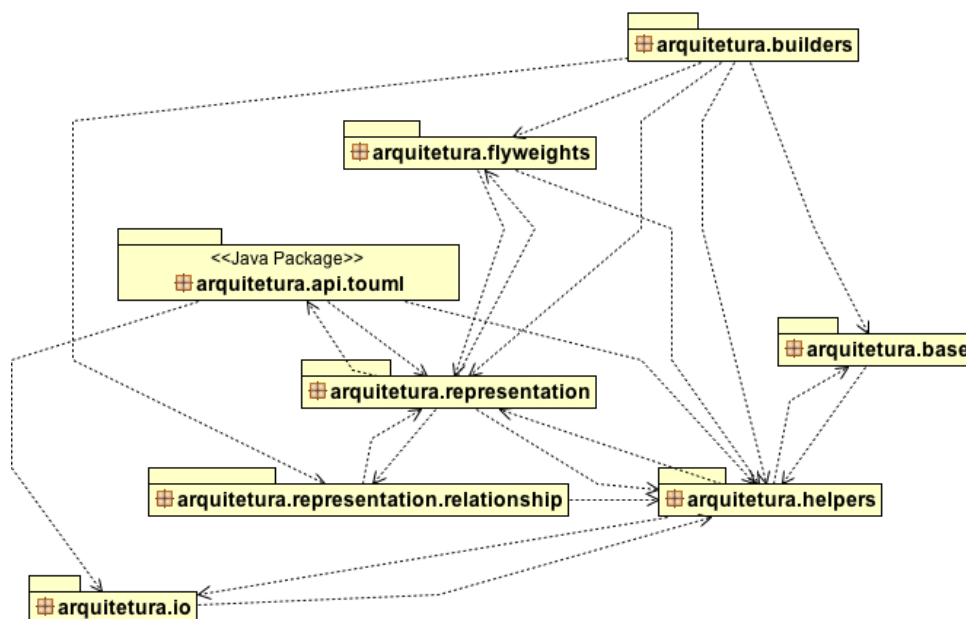 arquitetura.builders
arquitetura.flyweights
<<Java Package>>
arquitetura.api.touml
arquitetura.base
arquitetura.representation
arquitetura.representation.relationship
arquitetura.helpers
arquitetura.io